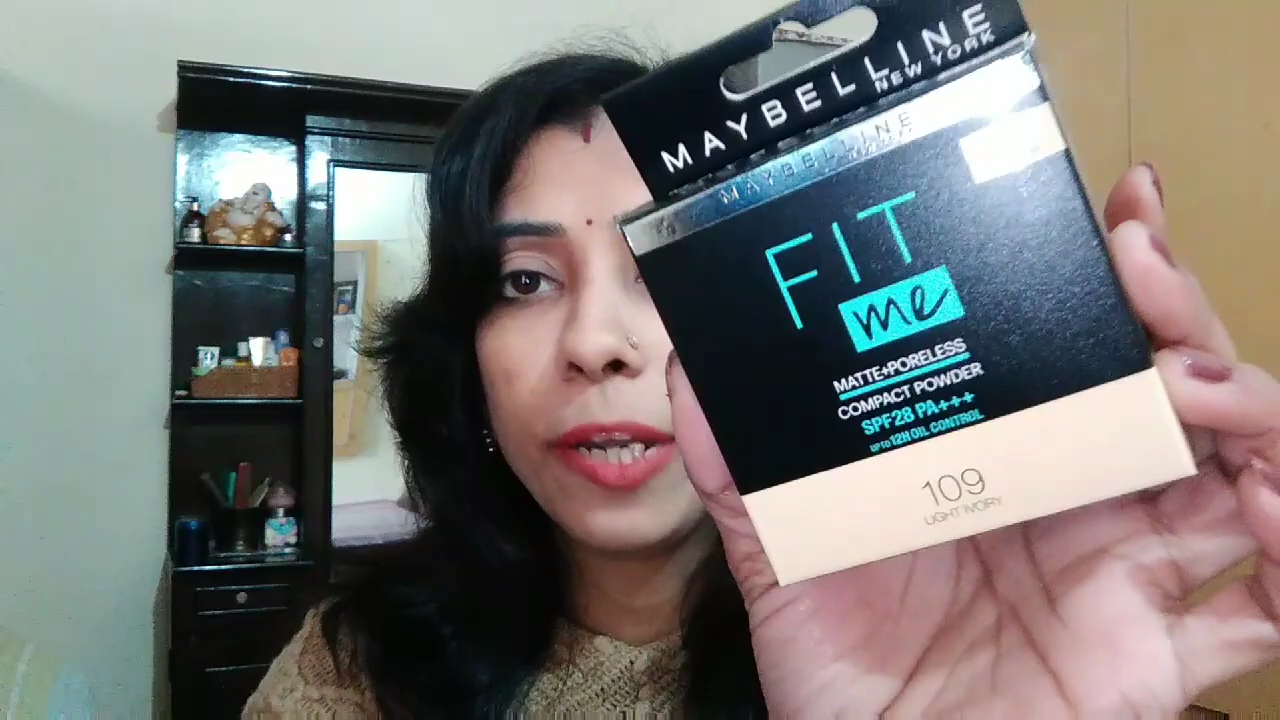 MAYBELLINE
NEW YORK
MAYBELLINE
FIT
me
MATTE+PORELESS
COMPACT POWDER
SPF28 PA+++
UP TO 12H OIL CONTROL
109
LIGHT IVORY